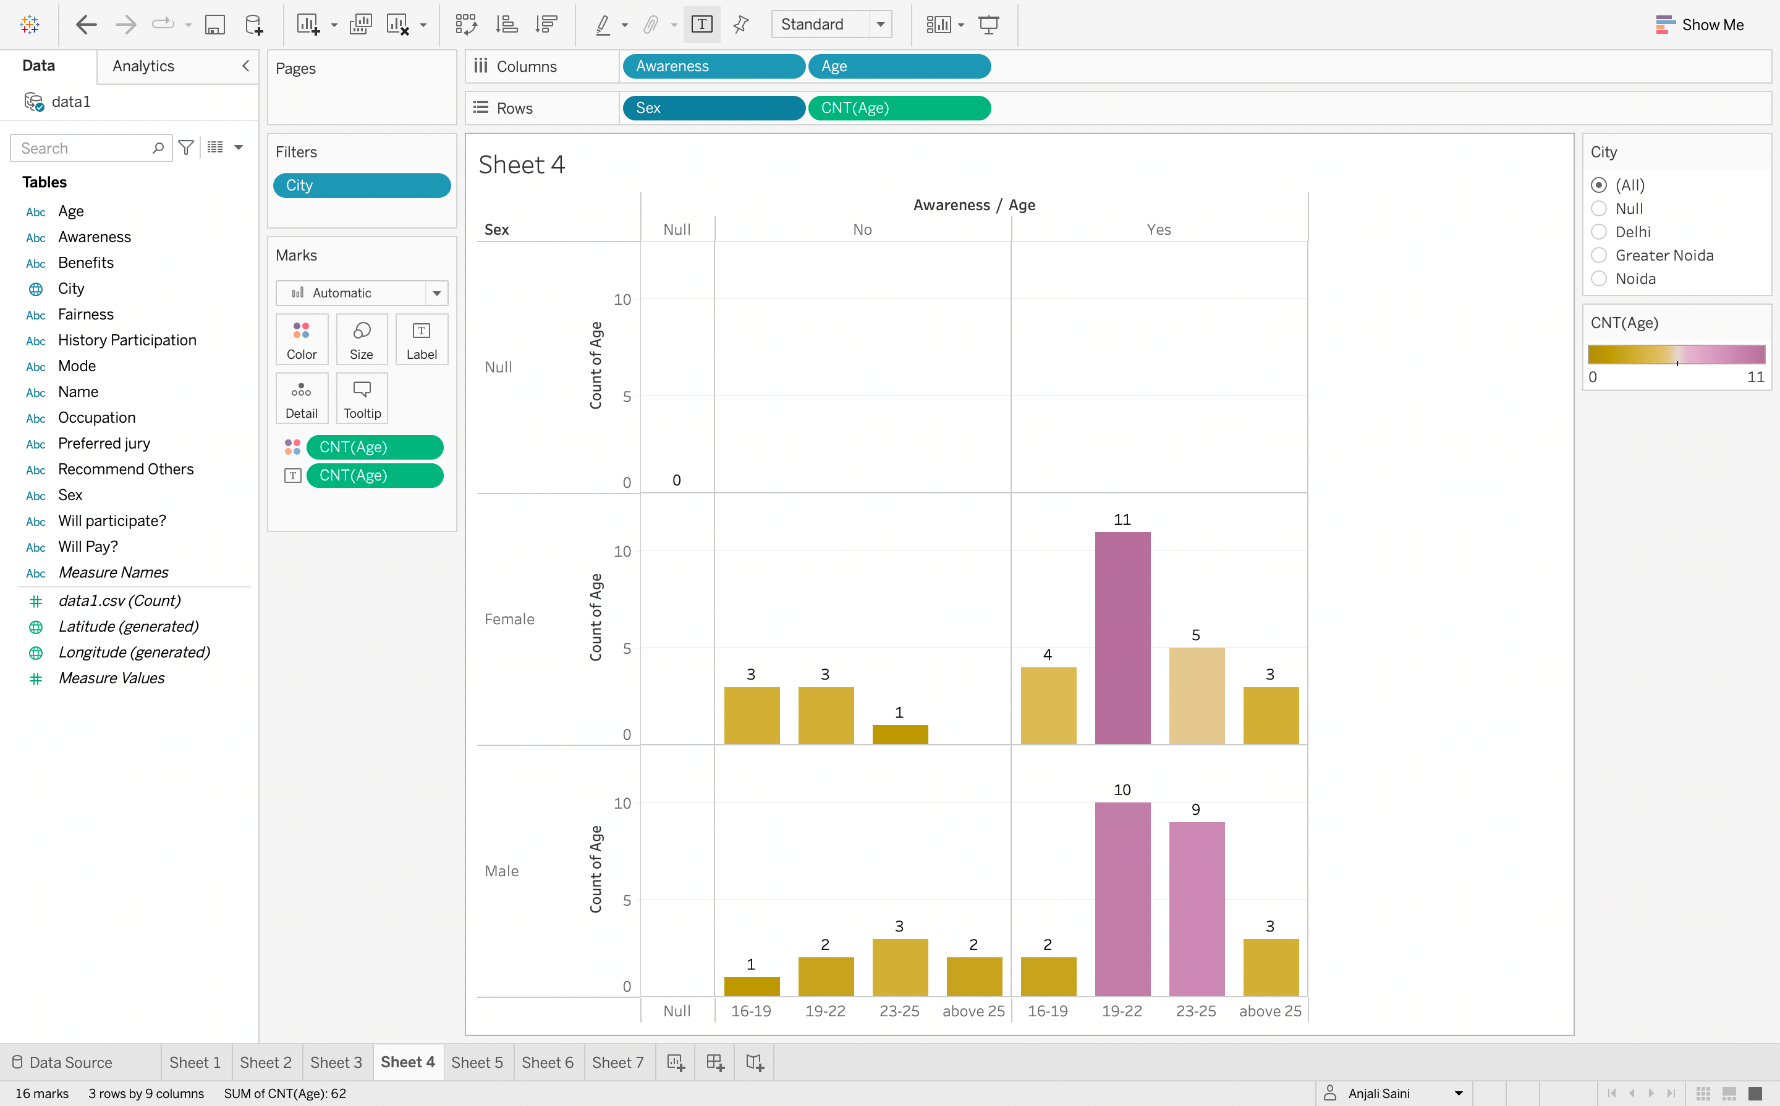 Standard
Show Me
Data
Analytics
data1
Search
Tables
Abc Age
Abc Awareness
Abc Benefits
City
Abc Fairness
Abc History Participation
Abc Mode
Abc Name
Abc Occupation
Abc Preferred jury
Abc Recommend Others
Abc Sex
Abc Will participate?
Abc Will Pay?
Abc Measure Names
data1.csv (Count)
Latitude (generated)
Longitude (generated)
Measure Values
Pages
Filters
City
Marks
Automatic
Color Size T Label
Detail Tooltip
CNT(Age)
T CNT(Age)
Columns Awareness Age
Rows Sex CNT(Age)
Sheet 4
Awareness / Age
Sex Null No Yes
Null
Count of Age
10
5
0
0
Female
Count of Age
10
5
0
3 3 1 4 11 5 3
Male
Count of Age
10
5
0
1 2 3 2 2 10 9 3
Null 16-19 19-22 23-25 above 25 16-19 19-22 23-25 above 25
City
(All)
Null
Delhi
Greater Noida
Noida
CNT(Age)
0 11
Data Source Sheet 1 Sheet 2 Sheet 3 Sheet 4 Sheet 5 Sheet 6 Sheet 7
16 marks 3 rows by 9 columns SUM of CNT(Age): 62 Anjali Saini